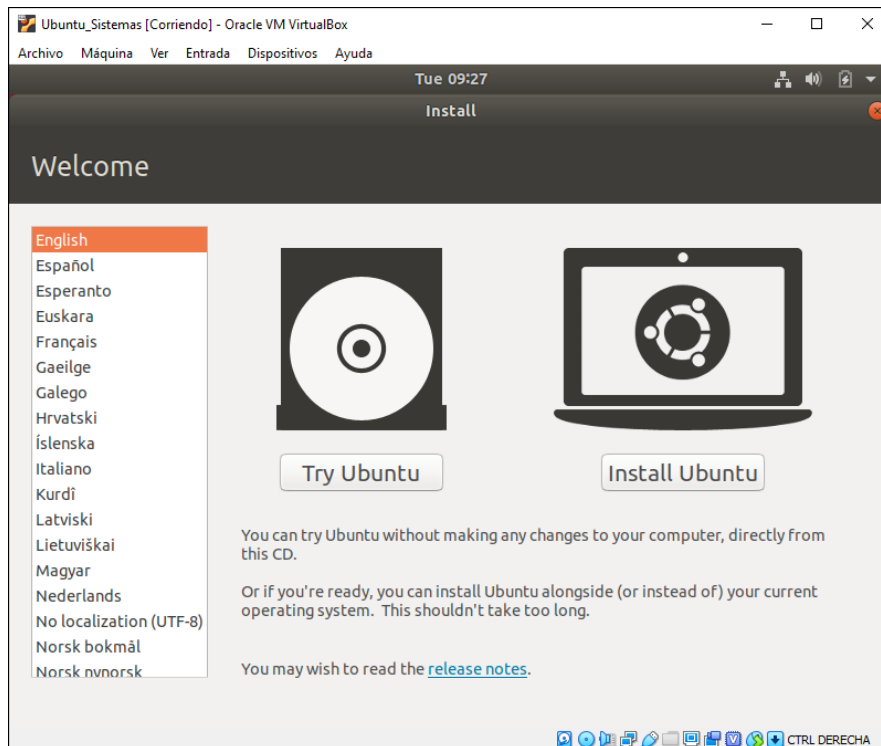 Ubuntu_Sistemas [Corriendo] - Oracle VM VirtualBox
Archivo Máquina Ver Entrada Dispositivos Ayuda
Tue 09:27
Install
Welcome
English
Español
Esperanto
Euskara
Français
Gaeilge
Galego
Hrvatski
Íslenska
Italiano
Kurdî
Latviski
Lietuviškai
Magyar
Nederlands
No localization (UTF-8)
Norsk bokmål
Norsk nynorsk
Try Ubuntu
Install Ubuntu
You can try Ubuntu without making any changes to your computer, directly from
this CD.
Or if you're ready, you can install Ubuntu alongside (or instead of) your current
operating system. This shouldn't take too long.
You may wish to read the release notes.
CTRL DERECHA